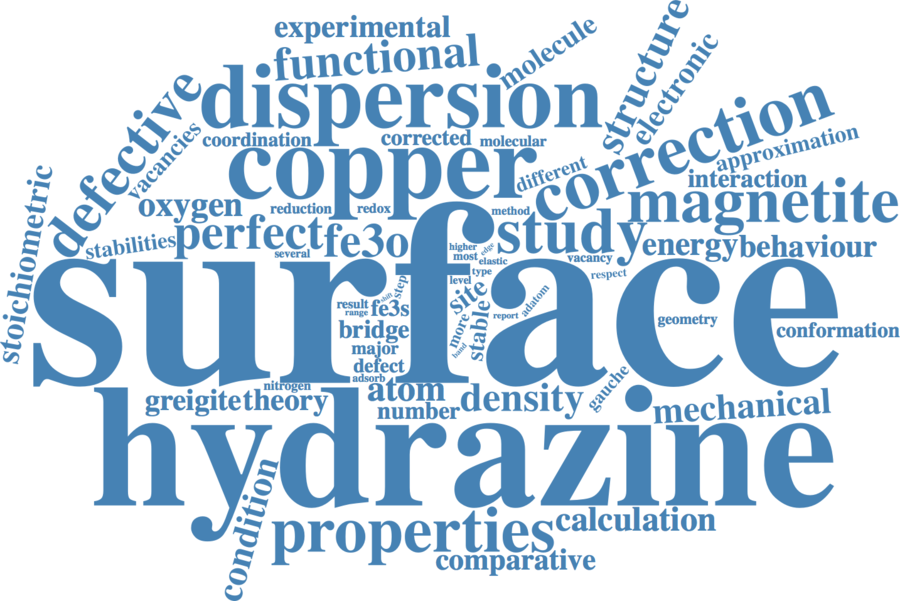 experimental
functional
molecule
structure
electronic
dispersion
defective
vacancies
coordination
corrected
molecular
copper
different
correction
approximation
interaction
stoichiometric
oxygen
reduction
redox
method
magnetite
stabilities
perfect
several
fe3o
higher
most
edge
elastic
study
vacancy
energy
behaviour
surface
type
level
respect
step
shift
result
range
fe3s
site
stable
more
band
report
adatom
geometry
conformation
bridge
major
defect
adsorb
nitrogen
greigite
theory
atom
number
density
gauche
mechanical
hydrazine
condition
properties
calculation
comparative